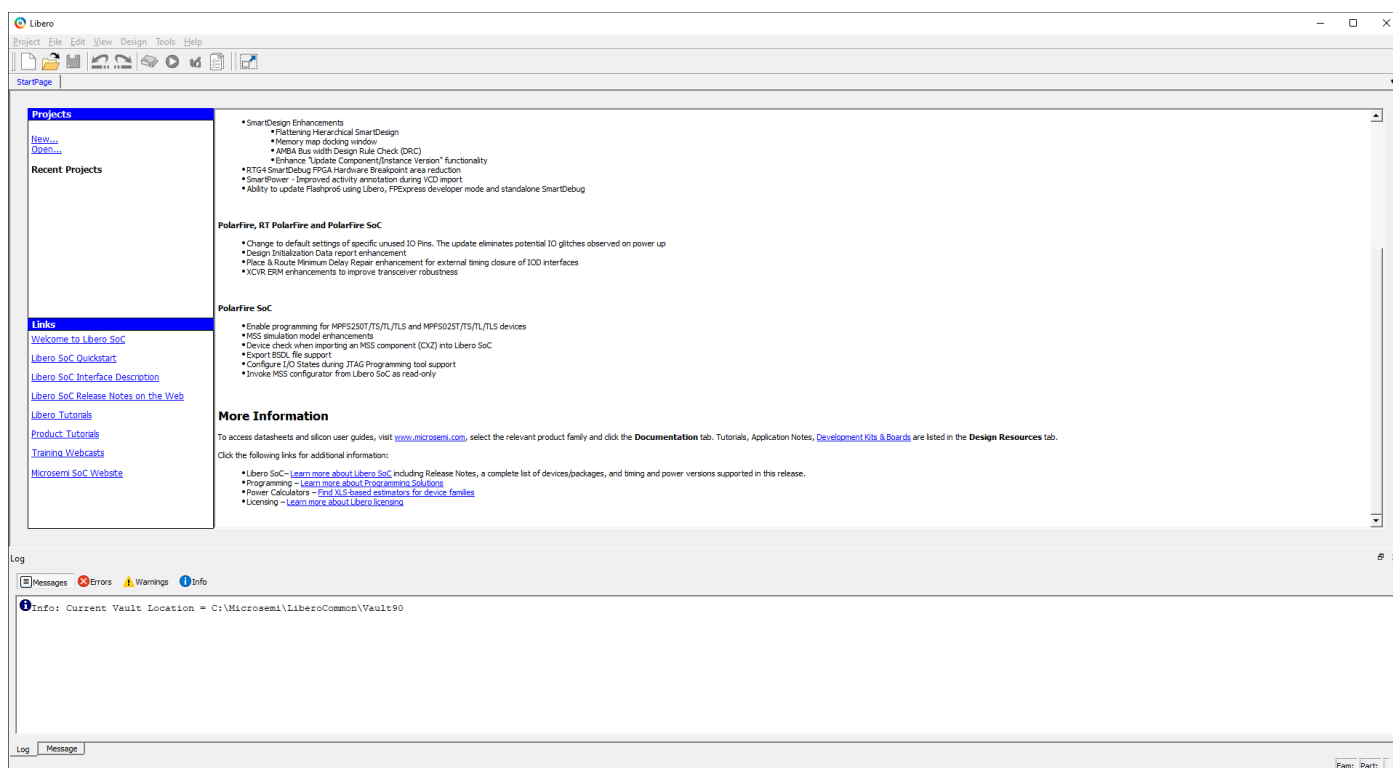 Libero
Project File Edit View Design Tools Help
StartPage
Projects
New...
Open...
Recent Projects
Links
Welcome to Libero SoC
Libero SoC Quickstart
Libero SoC Interface Description
Libero SoC Release Notes on the Web
Libero Tutorials
Product Tutorials
Training Webcasts
Microsemi SoC Website
•SmartDesign Enhancements
•Flattening Hierarchical SmartDesign
•Memory map docking window
•AMBA Bus width Design Rule Check (DRC)
•Enhance "Update Component/Instance Version" functionality
•RTG4 SmartDebug FPGA Hardware Breakpoint area reduction
•SmartPower - Improved activity annotation during VCD import
•Ability to update Flashpro6 using Libero, FPExpress developer mode and standalone SmartDebug
PolarFire, RT PolarFire and PolarFire SoC
•Change to default settings of specific unused IO Pins. The update eliminates potential IO glitches observed on power up
•Design Initialization Data report enhancement
•Place & Route Minimum Delay Repair enhancement for external timing closure of IOD interfaces
•XCVR ERM enhancements to improve transceiver robustness
PolarFire SoC
•Enable programming for MPFS250T/TS/TL/TLS and MPFS025T/TS/TL/TLS devices
•MSS simulation model enhancements
•Device check when importing an MSS component (CXZ) into Libero SoC
•Export BSDL file support
•Configure I/O States during JTAG Programming tool support
•Invoke MSS configurator from Libero SoC as read-only
More Information
To access datasheets and silicon user guides, visit www.microsemi.com, select the relevant product family and click the Documentation tab. Tutorials, Application Notes, Development Kits & Boards are listed in the Design Resources tab.
Click the following links for additional information:
•Libero SoC– Learn more about Libero SoC including Release Notes, a complete list of devices/packages, and timing and power versions supported in this release.
•Programming – Learn more about Programming Solutions
•Power Calculators – Find XLS-based estimators for device families
•Licensing – Learn more about Libero licensing
Log
Messages Errors Warnings Info
Info: Current Vault Location = C:\Microsemi\LiberoCommon\Vault90
Log Message
Fam: Part: